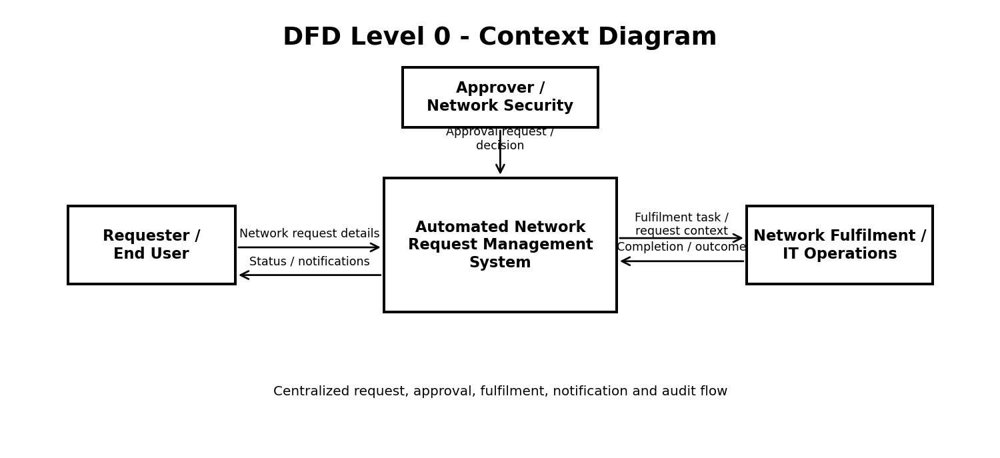 DFD Level 0 - Context Diagram
Approver /
Network Security
Approval request /
decision
Requester /
End User
Network request details
Status / notifications
Automated Network
Request Management
System
Fulfilment task /
request context
Completion / outcome
Network Fulfilment /
IT Operations
Centralized request, approval, fulfilment, notification and audit flow